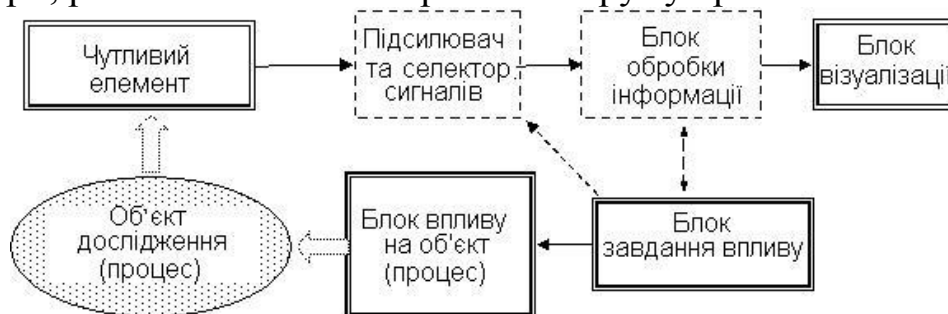 Чутливий
елемент
Підсилювач
та селектор
сигналів
Блок
обробки
інформації
Блок
візуалізації
Об'єкт
дослідження
(процес)
Блок впливу
на об'єкт
(процес)
Блок
завдання впливу